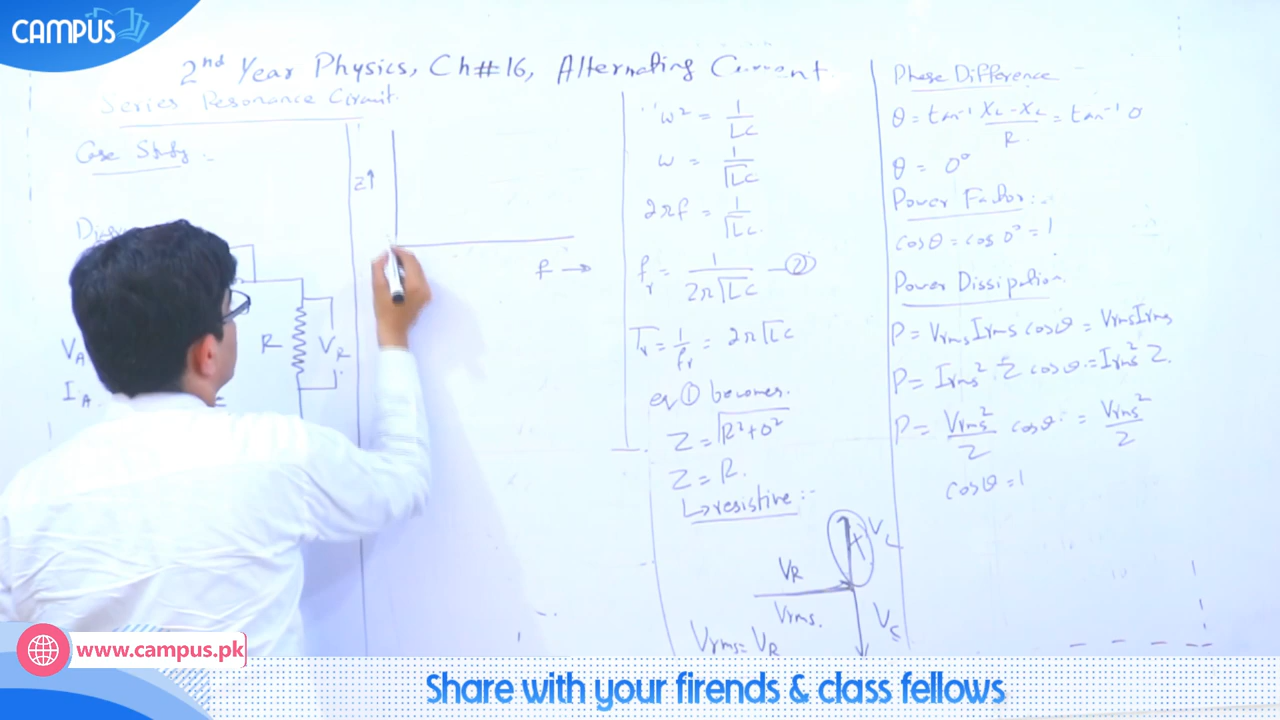 CAMPUS
2nd Year Physics, Ch#16, Alternating Current
Series Resonance Circuit.
Case Study :-
R
VR
VA
IA
Z↑
f →
∵ ω² = 1/LC
ω = 1/√LC
2πf = 1/√LC.
fr = 1/2π√LC —②
Tr = 1/fr = 2π√LC
eq ① becomes.
Z = √R²+0²
Z = R.
↳resistive :-
VR
Vrms.
VL
VC
Vrms = VR
Phase Difference
θ = tan⁻¹ XL-XL/R = tan⁻¹ 0
θ = 0°
Power Factor :-
cosθ = cos 0° = 1
Power Dissipation.
P = Vrms Irms cosθ = Vrms Irms
P = Irms² Z cosθ = Irms² Z.
P = Vrms²/Z cosθ = Vrms²/Z
cosθ = 1
www.campus.pk
Share with your firends & class fellows